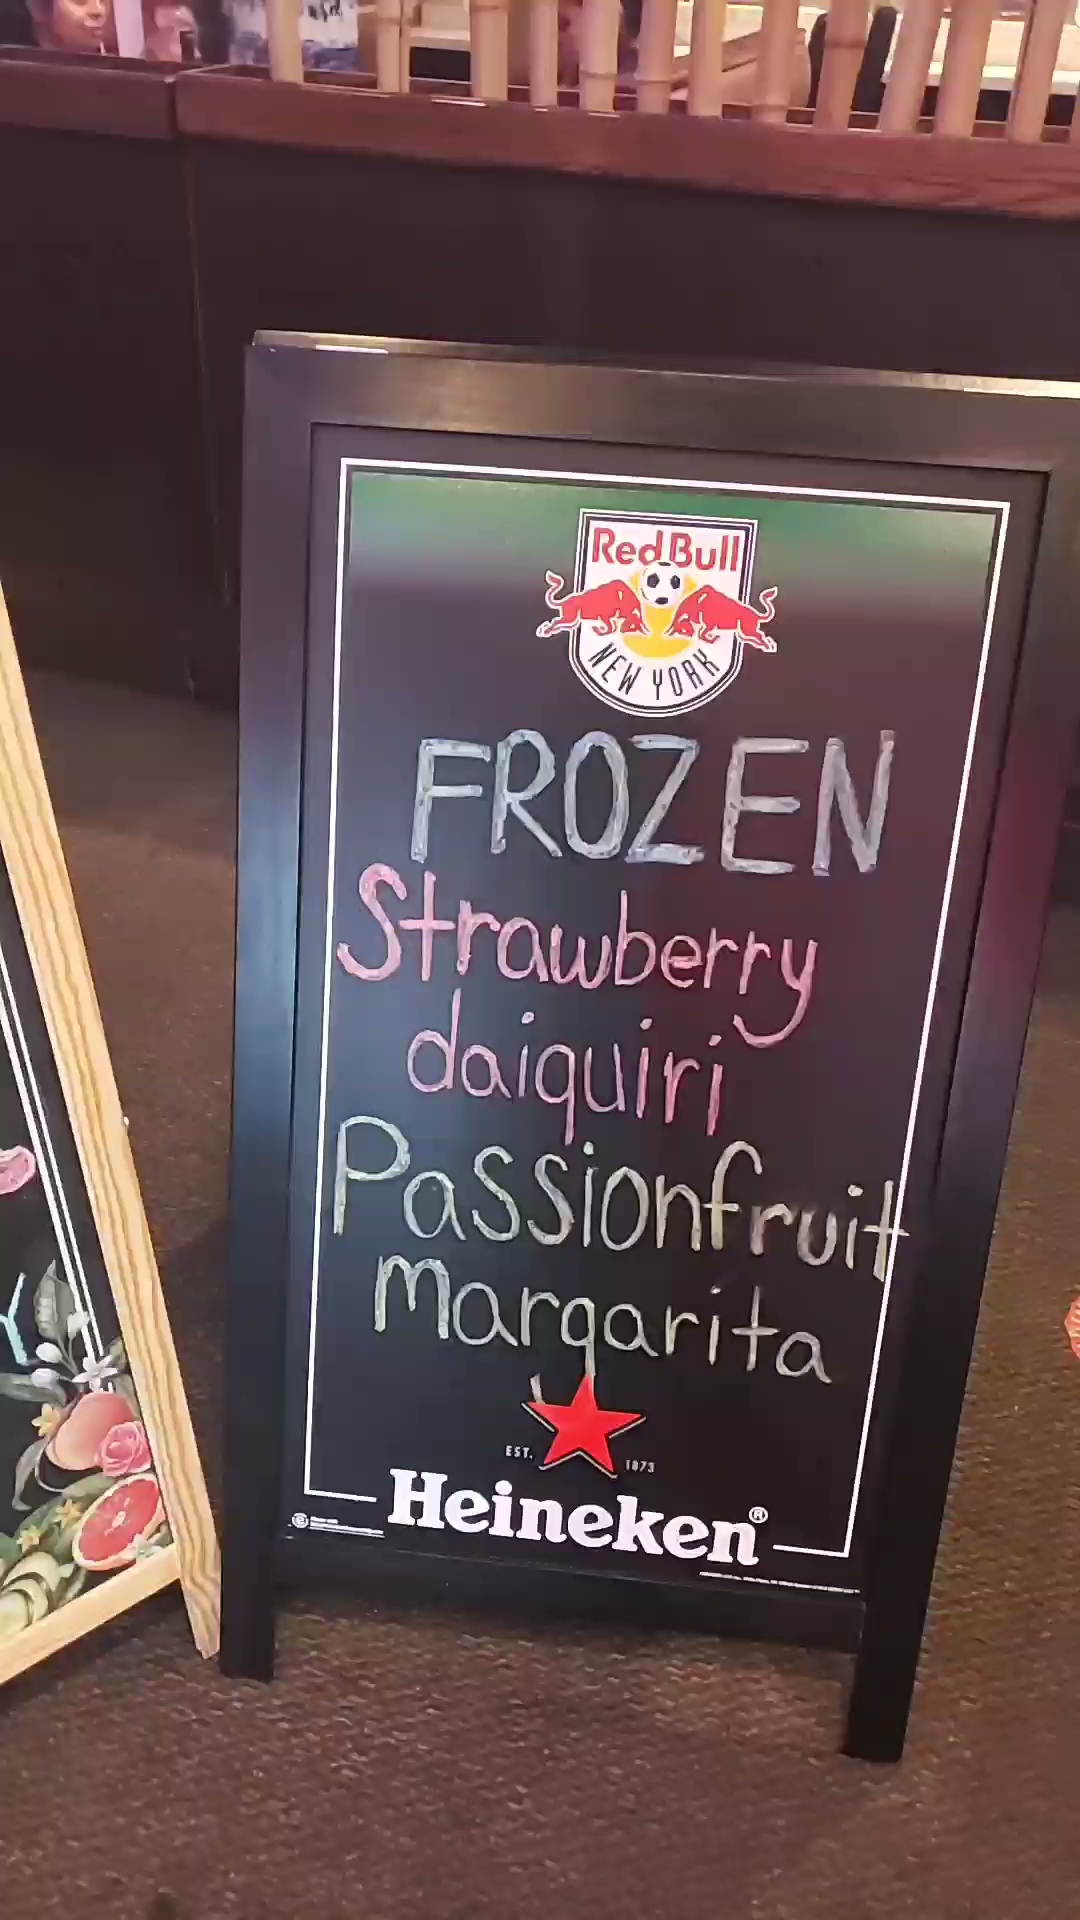 Red Bull
NEW YORK
FROZEN
Strawberry
daiquiri
Passionfruit
margarita
EST. 1873
Heineken®
Y